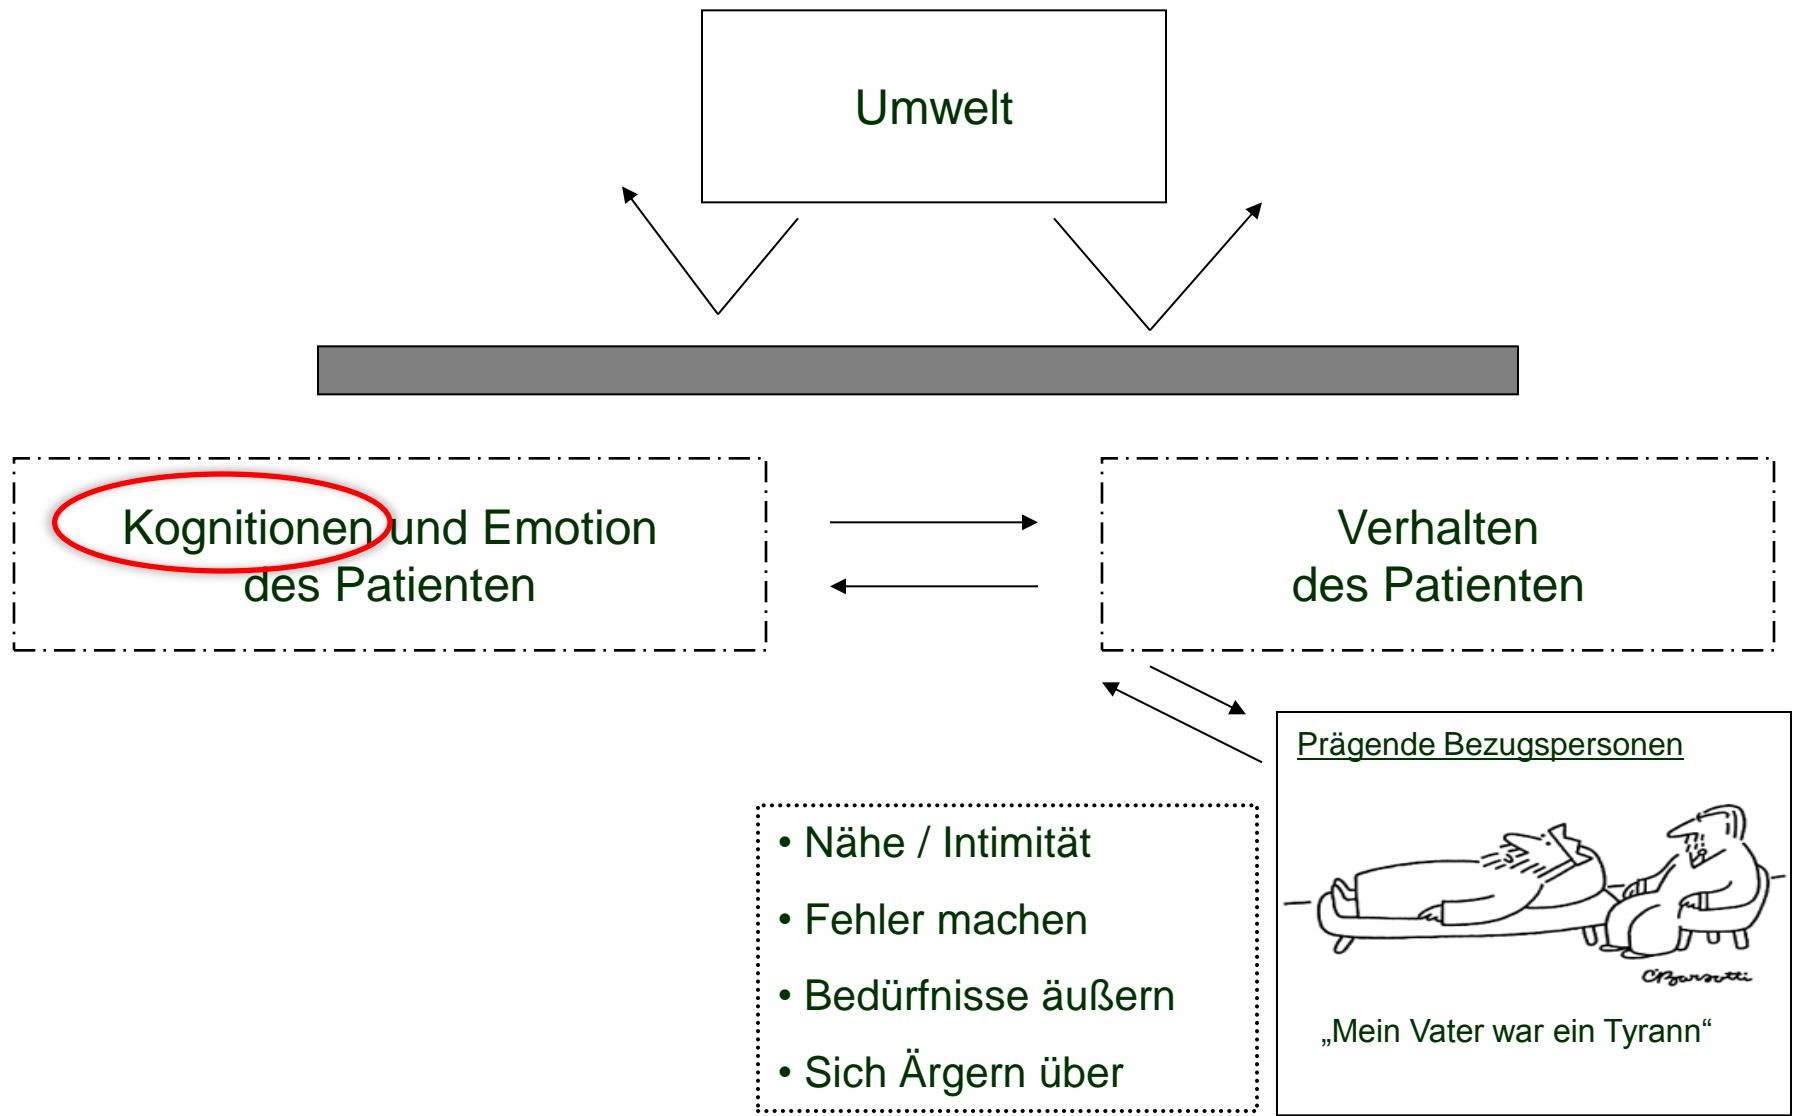 Umwelt
Kognitionen und Emotion
des Patienten
Verhalten
des Patienten
Prägende Bezugspersonen
• Nähe / Intimität
• Fehler machen
• Bedürfnisse äußern
• Sich Ärgern über
CBarsotti
„Mein Vater war ein Tyrann“